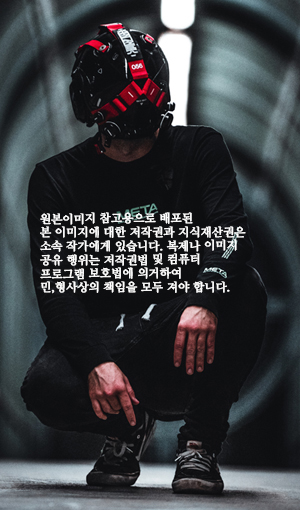 056
META
원본이미지 참고용으로 배포된
본 이미지에 대한 저작권과 지식재산권은
소속 작가에게 있습니다. 복제나 이미지
공유 행위는 저작권법 및 컴퓨터
프로그램 보호법에 의거하여
META
민,형사상의 책임을 모두 져야 합니다.